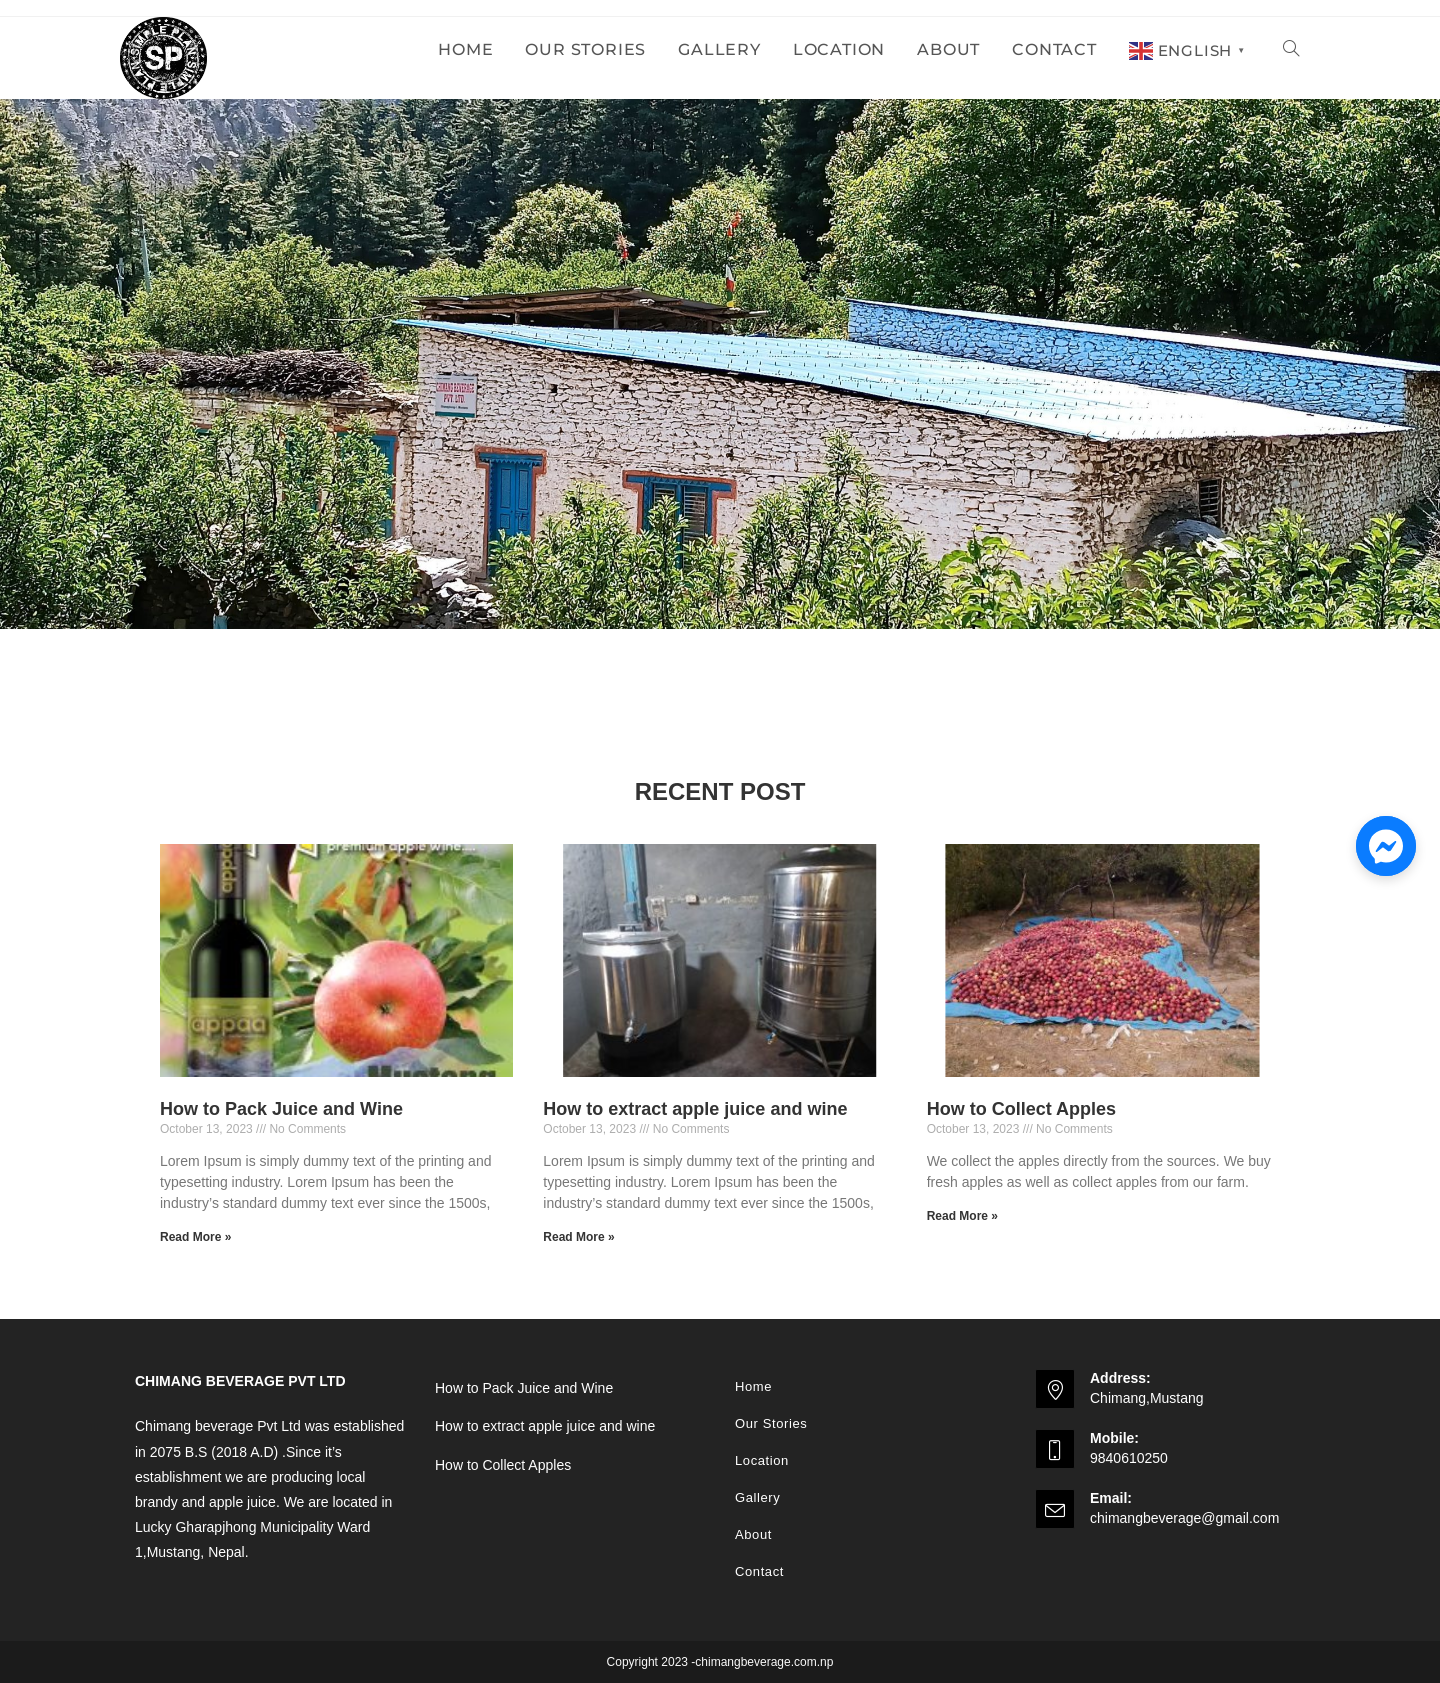 SIMPLE PLAN · SIMPLE PLAN
SP
HOME OUR STORIES GALLERY LOCATION ABOUT CONTACT ENGLISH ▼
CHIMANG BEVERAGE
PVT. LTD.
RECENT POST
premium apple wine....
appaa
appaa
Mustang
How to Pack Juice and Wine
October 13, 2023 /// No Comments
Lorem Ipsum is simply dummy text of the printing and
typesetting industry. Lorem Ipsum has been the
industry’s standard dummy text ever since the 1500s,
Read More »
How to extract apple juice and wine
October 13, 2023 /// No Comments
Lorem Ipsum is simply dummy text of the printing and
typesetting industry. Lorem Ipsum has been the
industry’s standard dummy text ever since the 1500s,
Read More »
How to Collect Apples
October 13, 2023 /// No Comments
We collect the apples directly from the sources. We buy
fresh apples as well as collect apples from our farm.
Read More »
CHIMANG BEVERAGE PVT LTD
Chimang beverage Pvt Ltd was established
in 2075 B.S (2018 A.D) .Since it’s
establishment we are producing local
brandy and apple juice. We are located in
Lucky Gharapjhong Municipality Ward
1,Mustang, Nepal.
How to Pack Juice and Wine
How to extract apple juice and wine
How to Collect Apples
Home
Our Stories
Location
Gallery
About
Contact
Address:
Chimang,Mustang
Mobile:
9840610250
Email:
chimangbeverage@gmail.com
Copyright 2023 -chimangbeverage.com.np